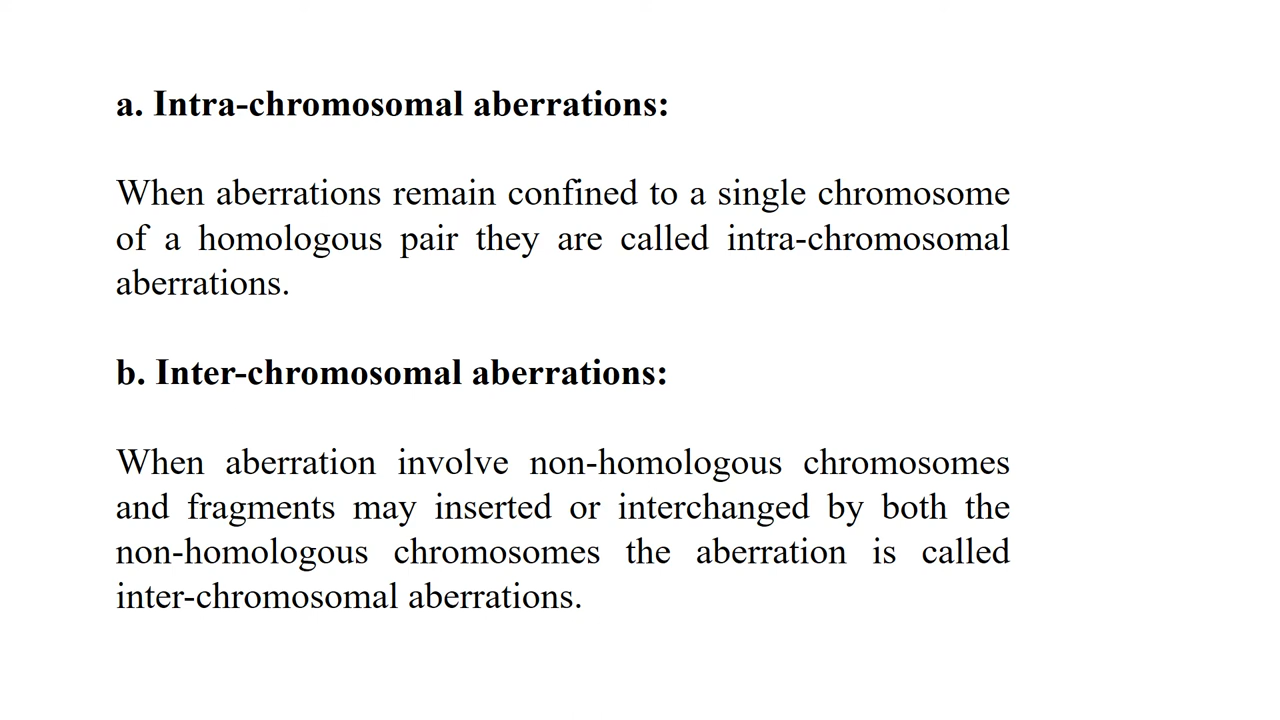 a. Intra-chromosomal aberrations:
When aberrations remain confined to a single chromosome
of a homologous pair they are called intra-chromosomal
aberrations.
b. Inter-chromosomal aberrations:
When aberration involve non-homologous chromosomes
and fragments may inserted or interchanged by both the
non-homologous chromosomes the aberration is called
inter-chromosomal aberrations.